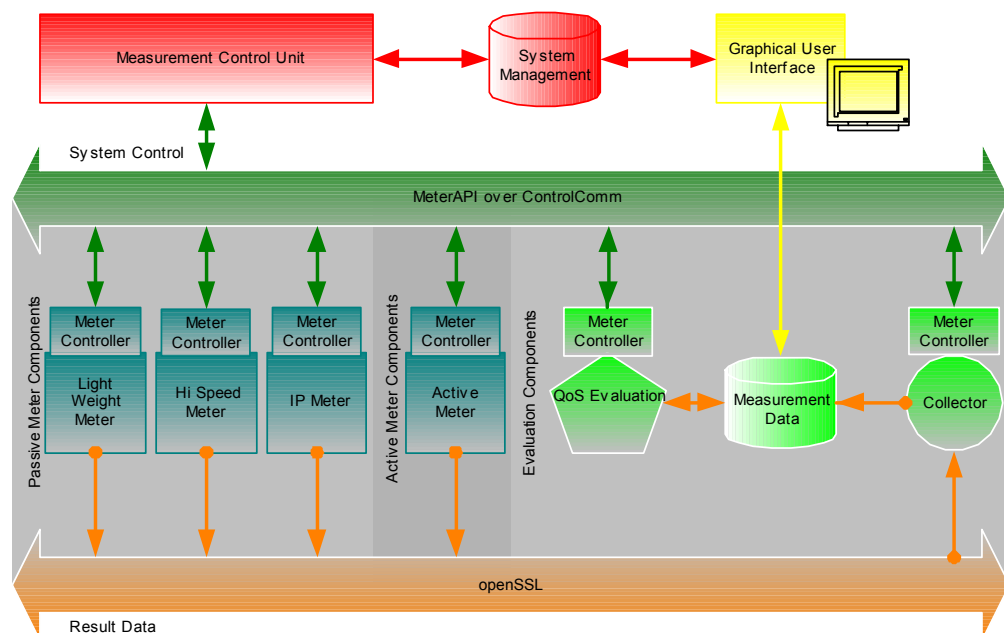 Measurement Control Unit
System
Management
Graphical User
Interface
System Control
MeterAPI over ControlComm
Passive Meter Components
Meter
Controller
Light
Weight
Meter
Meter
Controller
Hi Speed
Meter
Meter
Controller
IP Meter
Active Meter Components
Meter
Controller
Active
Meter
Evaluation Components
Meter
Controller
QoS Evaluation
Measurement
Data
Meter
Controller
Collector
openSSL
Result Data